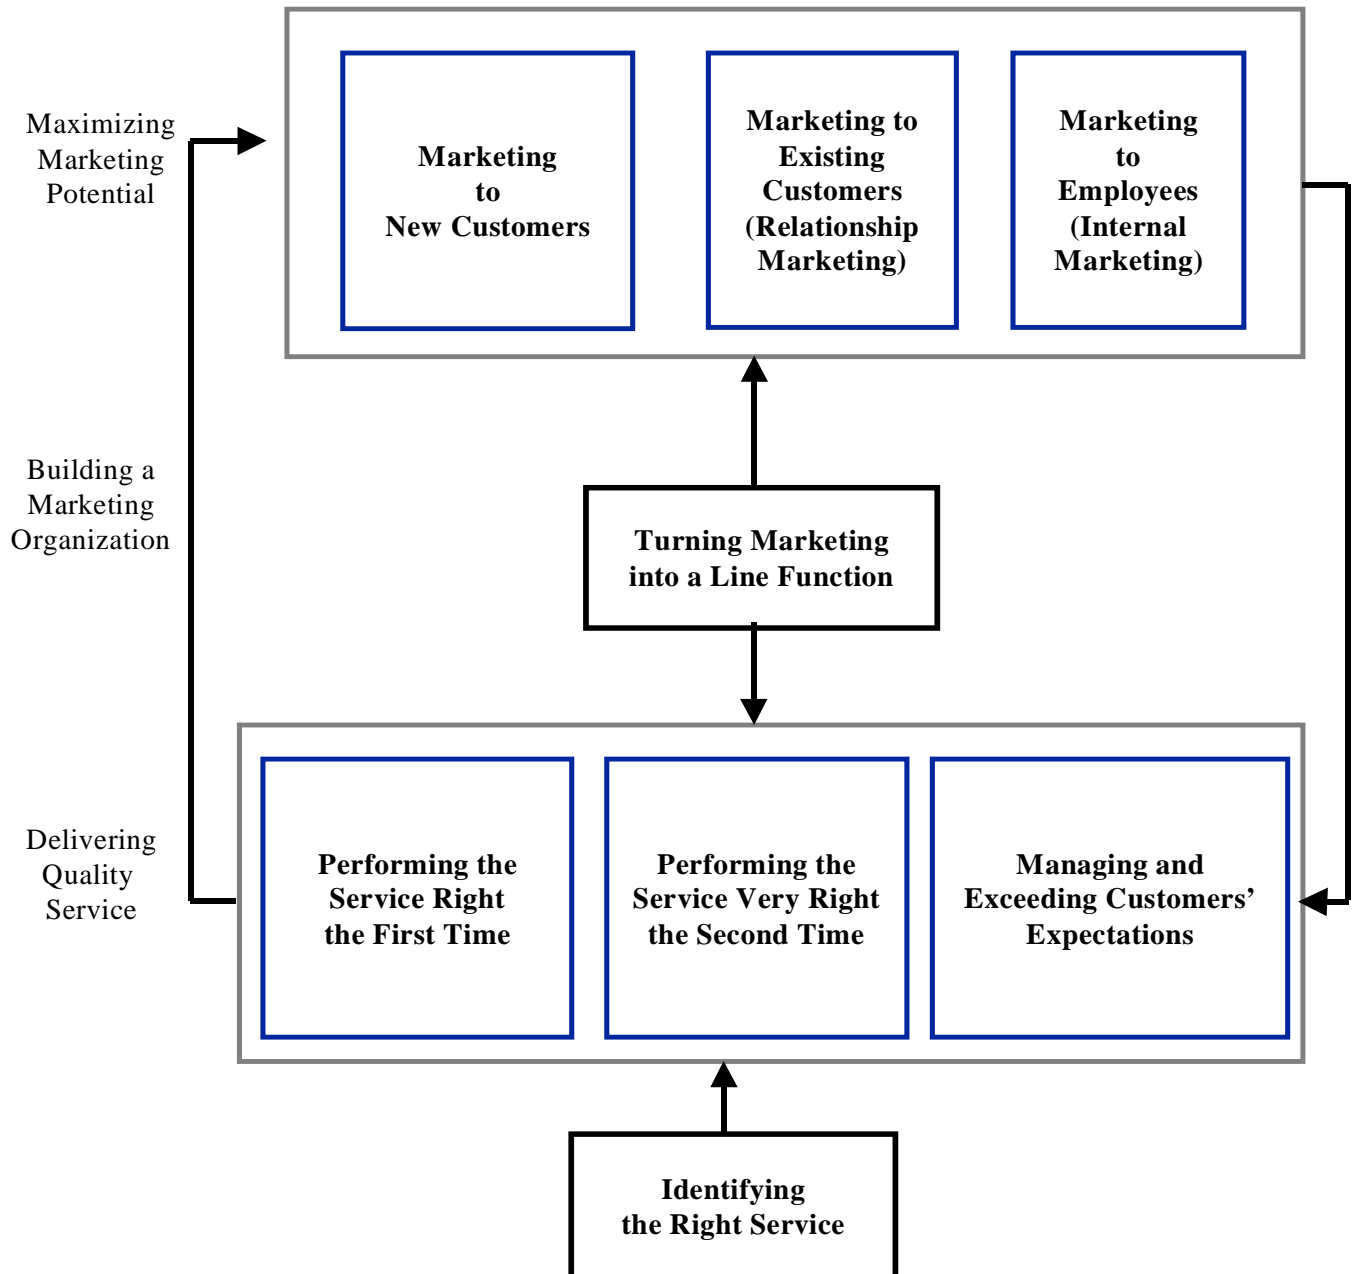 Maximizing
Marketing
Potential
Marketing
to
New Customers
Marketing to
Existing
Customers
(Relationship
Marketing)
Marketing
to
Employees
(Internal
Marketing)
Building a
Marketing
Organization
Turning Marketing
into a Line Function
Delivering
Quality
Service
Performing the
Service Right
the First Time
Performing the
Service Very Right
the Second Time
Managing and
Exceeding Customers’
Expectations
Identifying
the Right Service